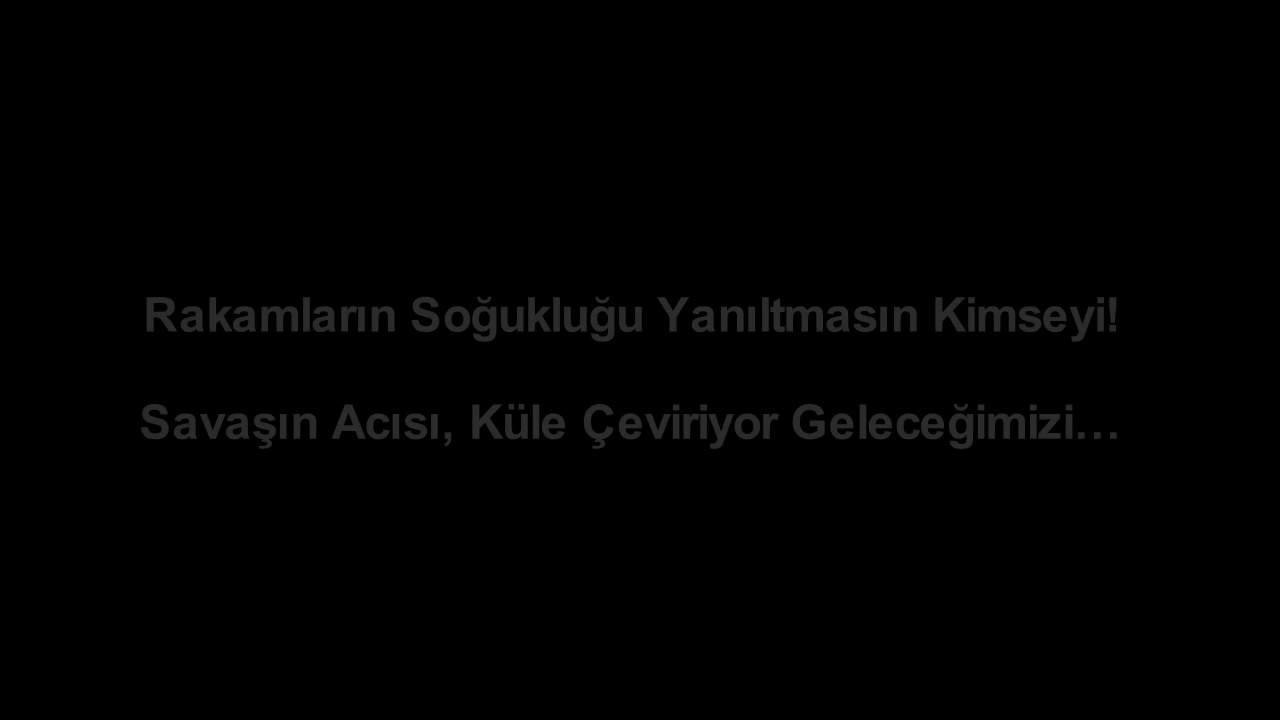 Rakamların Soğukluğu Yanıltmasın Kimseyi!
Savaşın Acısı, Küle Çeviriyor Geleceğimizi…